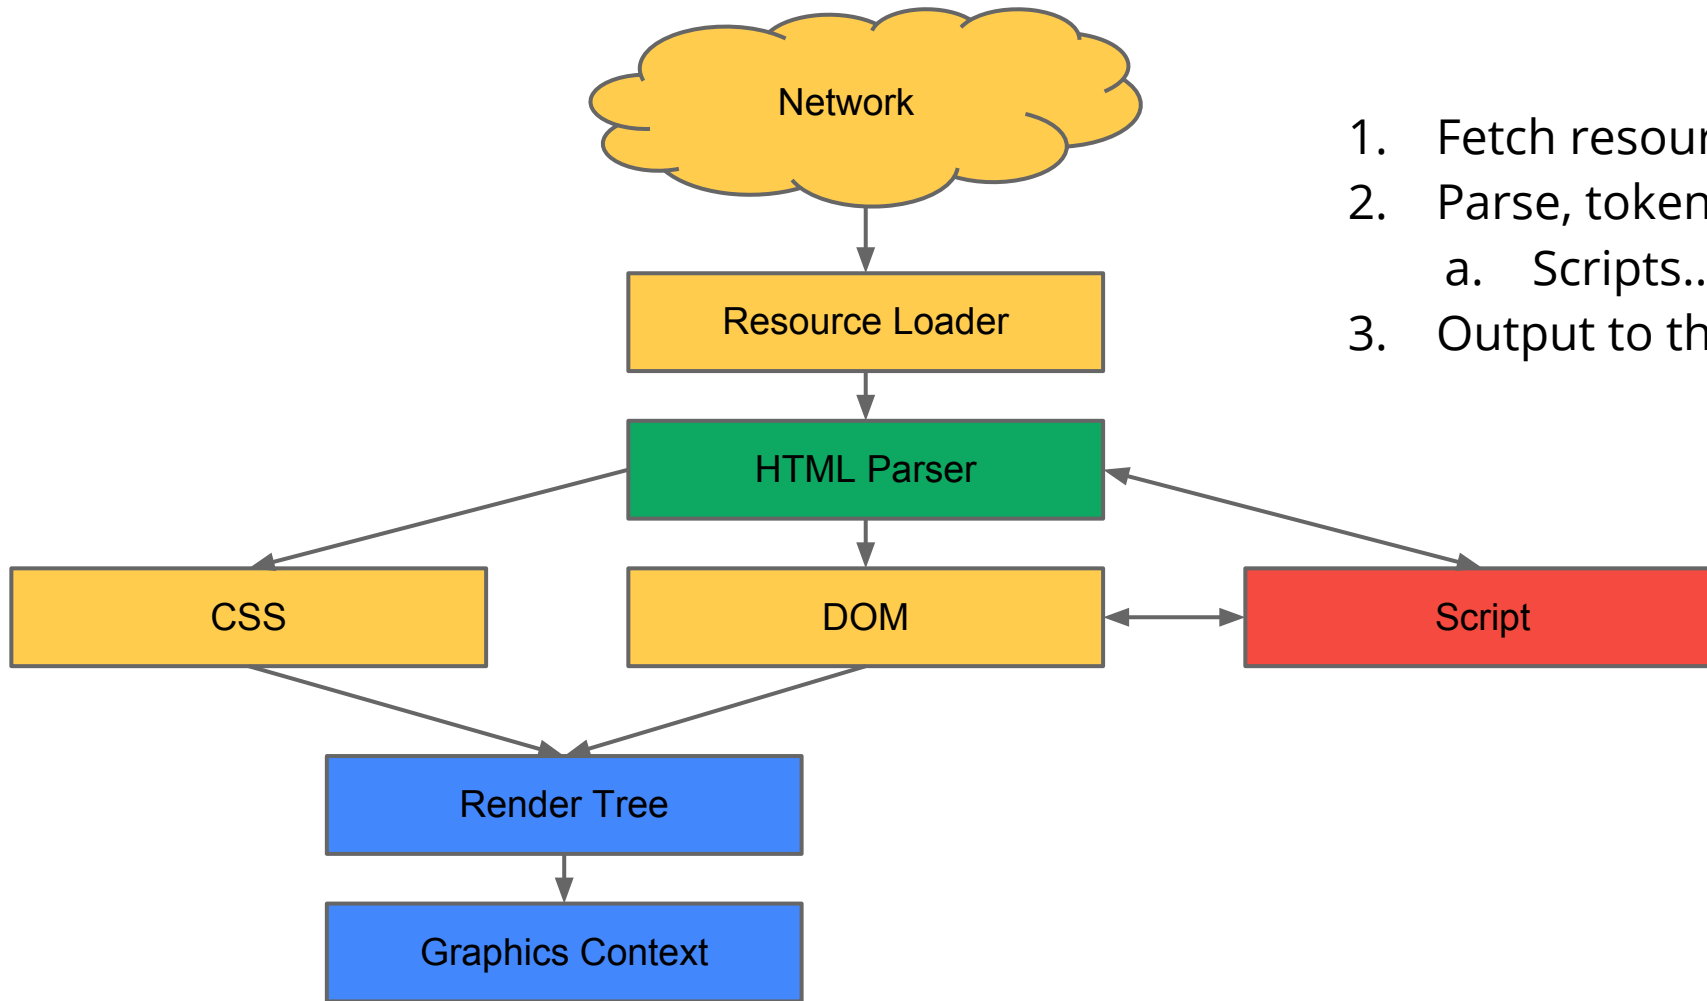 Network
1. Fetch resour
2. Parse, token
a. Scripts..
3. Output to th
Resource Loader
HTML Parser
CSS
DOM
Script
Render Tree
Graphics Context